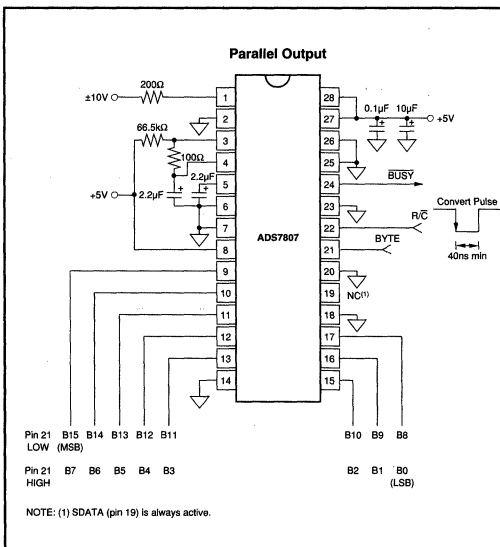 Parallel Output
200Ω
±10V
1
28
0.1µF
10µF
+5V
2
27
66.5kΩ
3
26
100Ω
4
25
2.2µF
5
24
BUSY
+5V
2.2µF
6
23
Convert Pulse
7
22
R/C
ADS7807
8
21
BYTE
40ns min
9
20
10
19
NC(1)
11
18
12
17
13
16
14
15
Pin 21 LOW
B15 (MSB)
B14
B13
B12
B11
B10
B9
B8
Pin 21 HIGH
B7
B6
B5
B4
B3
B2
B1
B0 (LSB)
NOTE: (1) SDATA (pin 19) is always active.